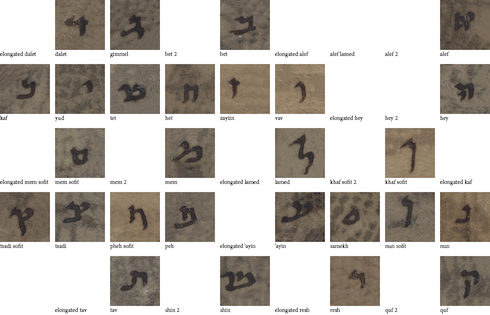 א ב ג ד
elongated dalet dalet gimmel bet 2 bet elongated alef alef lamed alef 2 alef
ה ו ז ח ט י כ
kaf yod tet het zayin vav elongated hey hey 2 hey
ך ל מ ם
elongated mem sofit mem sofit mem 2 mem elongated lamed lamed khaf sofit 2 khaf sofit elongated kaf
נ ן ס ע פ ף צ ץ
tsadi sofit tsadi pheh sofit peh elongated 'ayin 'ayin samekh nun sofit nun
ק ר ש ת
elongated tav tav shin 2 shin elongated resh resh quf 2 quf